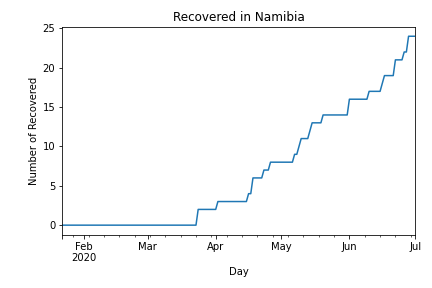 Recovered in Namibia
25
20
15
10
5
0
Number of Recovered
Feb
2020
Mar
Apr
May
Jun
Jul
Day